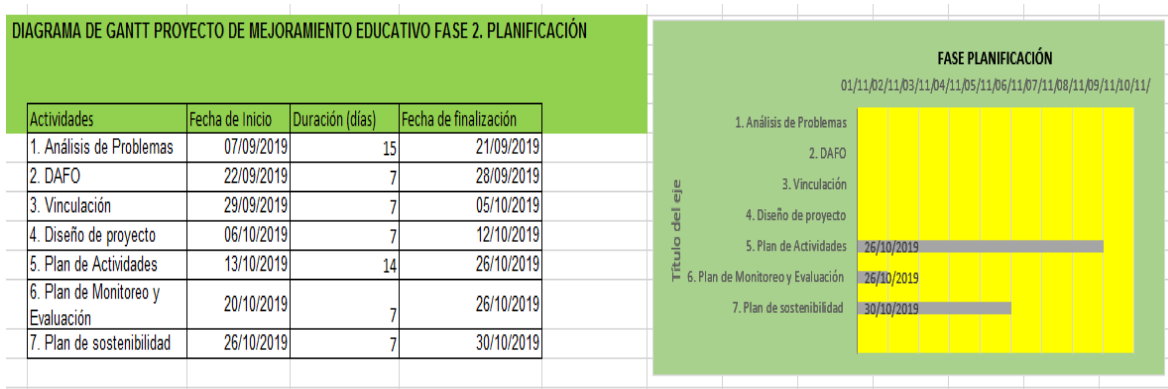 DIAGRAMA DE GANTT PROYECTO DE MEJORAMIENTO EDUCATIVO FASE 2. PLANIFICACIÓN
Actividades Fecha de Inicio Duración (días) Fecha de finalización
1. Análisis de Problemas 07/09/2019 15 21/09/2019
2. DAFO 22/09/2019 7 28/09/2019
3. Vinculación 29/09/2019 7 05/10/2019
4. Diseño de proyecto 06/10/2019 7 12/10/2019
5. Plan de Actividades 13/10/2019 14 26/10/2019
6. Plan de Monitoreo y
Evaluación 20/10/2019 7 26/10/2019
7. Plan de sostenibilidad 26/10/2019 7 30/10/2019
FASE PLANIFICACIÓN
01/11/02/11/03/11/04/11/05/11/06/11/07/11/08/11/09/11/10/11/
Título del eje
1. Análisis de Problemas
2. DAFO
3. Vinculación
4. Diseño de proyecto
5. Plan de Actividades 26/10/2019
6. Plan de Monitoreo y Evaluación 26/10/2019
7. Plan de sostenibilidad 30/10/2019